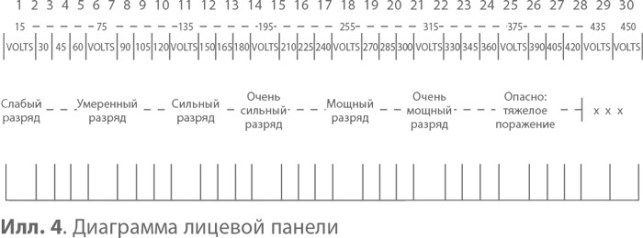 1 2 3 4 5 6 7 8 9 10 11 12 13 14 15 16 17 18 19 20 21 22 23 24 25 26 27 28 29 30
15 – – – – 75 – – – – 135 – – – – 195 – – – – 255 – – – – 315 – – – – 375 – – – – 435 450
VOLTS 30 45 60 VOLTS 90 105 120 VOLTS 150 165 180 VOLTS 210 225 240 VOLTS 270 285 300 VOLTS 330 345 360 VOLTS 390 405 420 VOLTS VOLTS
Слабый разряд – – – Умеренный разряд – – – Сильный разряд – – – Очень сильный разряд – – – Мощный разряд – – – Очень мощный разряд – – – Опасно: тяжелое поражение – – x x x
Илл. 4. Диаграмма лицевой панели